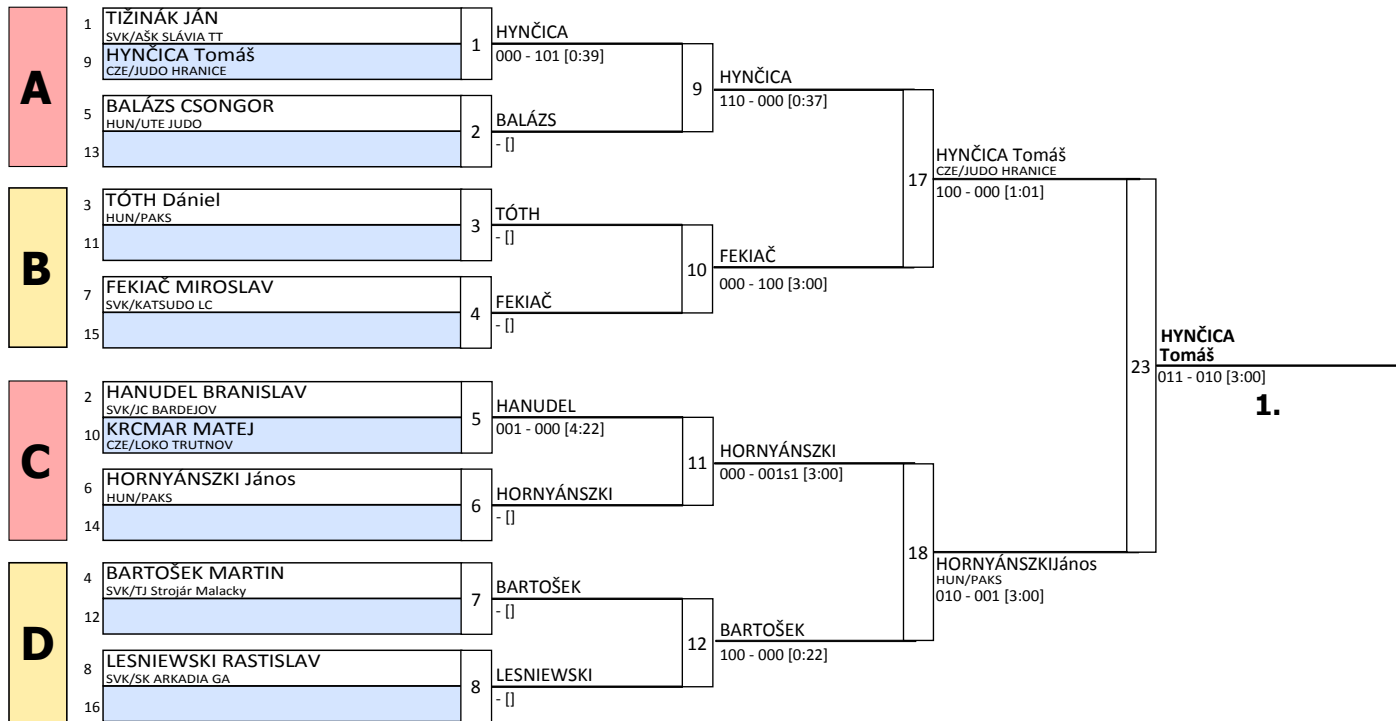 A
1
TIŽINÁK JÁN
SVK/AŠK SLÁVIA TT
9
HYNČICA Tomáš
CZE/JUDO HRANICE
1
HYNČICA
000 - 101 [0:39]
5
BALÁZS CSONGOR
HUN/UTE JUDO
13
2
BALÁZS
- []
9
HYNČICA
110 - 000 [0:37]
B
3
TÓTH Dániel
HUN/PAKS
11
3
TÓTH
- []
7
FEKIAČ MIROSLAV
SVK/KATSUDO LC
15
4
FEKIAČ
- []
10
FEKIAČ
000 - 100 [3:00]
17
HYNČICA Tomáš
CZE/JUDO HRANICE
100 - 000 [1:01]
C
2
HANUDEL BRANISLAV
SVK/JC BARDEJOV
10
KRCMAR MATEJ
CZE/LOKO TRUTNOV
5
HANUDEL
001 - 000 [4:22]
6
HORNYÁNSZKI János
HUN/PAKS
14
6
HORNYÁNSZKI
- []
11
HORNYÁNSZKI
000 - 001s1 [3:00]
D
4
BARTOŠEK MARTIN
SVK/TJ Strojár Malacky
12
7
BARTOŠEK
- []
8
LESNIEWSKI RASTISLAV
SVK/SK ARKADIA GA
16
8
LESNIEWSKI
- []
12
BARTOŠEK
100 - 000 [0:22]
18
HORNYÁNSZKIJános
HUN/PAKS
010 - 001 [3:00]
23
HYNČICA
Tomáš
011 - 010 [3:00]
1.